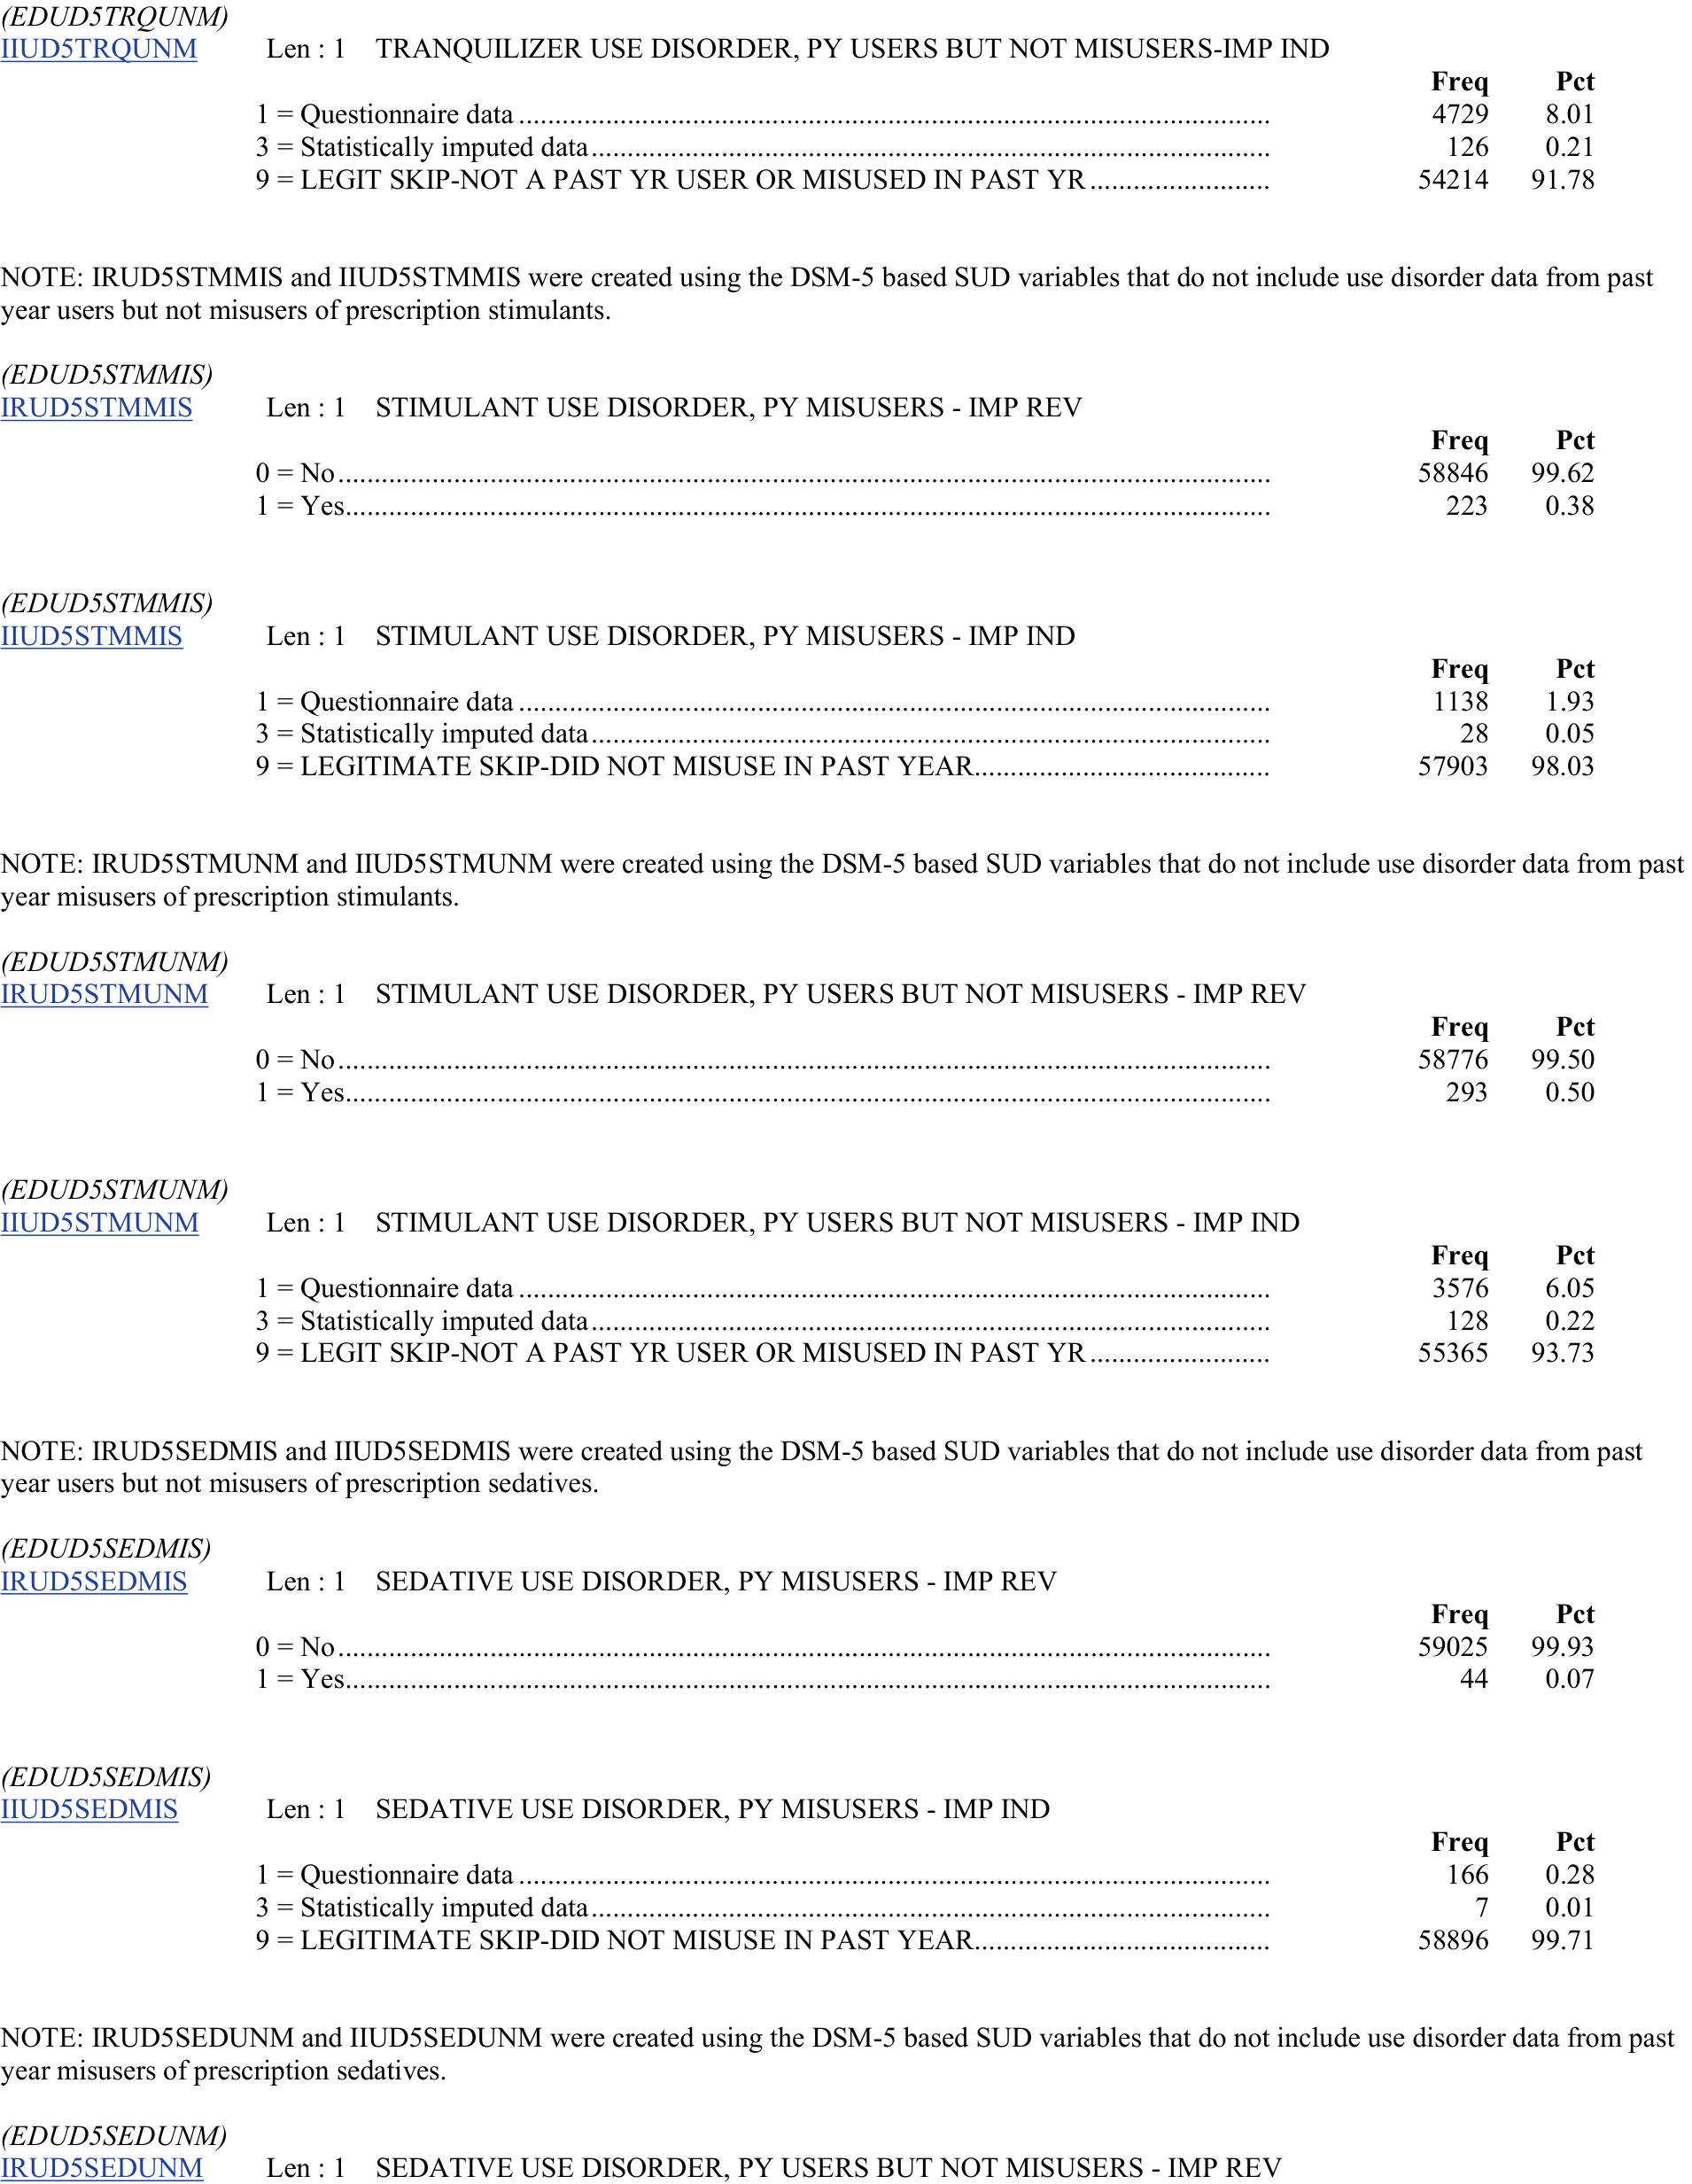 (EDUD5TRQUNM)
IIUD5TRQUNM Len : 1 TRANQUILIZER USE DISORDER, PY USERS BUT NOT MISUSERS-IMP IND
Freq Pct
1 = Questionnaire data ........................................................................................................ 4729 8.01
3 = Statistically imputed data.............................................................................................. 126 0.21
9 = LEGIT SKIP-NOT A PAST YR USER OR MISUSED IN PAST YR......................... 54214 91.78
NOTE: IRUD5STMMIS and IIUD5STMMIS were created using the DSM-5 based SUD variables that do not include use disorder data from past
year users but not misusers of prescription stimulants.
(EDUD5STMMIS)
IRUD5STMMIS Len : 1 STIMULANT USE DISORDER, PY MISUSERS - IMP REV
Freq Pct
0 = No................................................................................................................................. 58846 99.62
1 = Yes................................................................................................................................ 223 0.38
(EDUD5STMMIS)
IIUD5STMMIS Len : 1 STIMULANT USE DISORDER, PY MISUSERS - IMP IND
Freq Pct
1 = Questionnaire data ........................................................................................................ 1138 1.93
3 = Statistically imputed data.............................................................................................. 28 0.05
9 = LEGITIMATE SKIP-DID NOT MISUSE IN PAST YEAR......................................... 57903 98.03
NOTE: IRUD5STMUNM and IIUD5STMUNM were created using the DSM-5 based SUD variables that do not include use disorder data from past
year misusers of prescription stimulants.
(EDUD5STMUNM)
IRUD5STMUNM Len : 1 STIMULANT USE DISORDER, PY USERS BUT NOT MISUSERS - IMP REV
Freq Pct
0 = No................................................................................................................................. 58776 99.50
1 = Yes................................................................................................................................ 293 0.50
(EDUD5STMUNM)
IIUD5STMUNM Len : 1 STIMULANT USE DISORDER, PY USERS BUT NOT MISUSERS - IMP IND
Freq Pct
1 = Questionnaire data ........................................................................................................ 3576 6.05
3 = Statistically imputed data.............................................................................................. 128 0.22
9 = LEGIT SKIP-NOT A PAST YR USER OR MISUSED IN PAST YR......................... 55365 93.73
NOTE: IRUD5SEDMIS and IIUD5SEDMIS were created using the DSM-5 based SUD variables that do not include use disorder data from past
year users but not misusers of prescription sedatives.
(EDUD5SEDMIS)
IRUD5SEDMIS Len : 1 SEDATIVE USE DISORDER, PY MISUSERS - IMP REV
Freq Pct
0 = No................................................................................................................................. 59025 99.93
1 = Yes................................................................................................................................ 44 0.07
(EDUD5SEDMIS)
IIUD5SEDMIS Len : 1 SEDATIVE USE DISORDER, PY MISUSERS - IMP IND
Freq Pct
1 = Questionnaire data ........................................................................................................ 166 0.28
3 = Statistically imputed data.............................................................................................. 7 0.01
9 = LEGITIMATE SKIP-DID NOT MISUSE IN PAST YEAR......................................... 58896 99.71
NOTE: IRUD5SEDUNM and IIUD5SEDUNM were created using the DSM-5 based SUD variables that do not include use disorder data from past
year misusers of prescription sedatives.
(EDUD5SEDUNM)
IRUD5SEDUNM Len : 1 SEDATIVE USE DISORDER, PY USERS BUT NOT MISUSERS - IMP REV